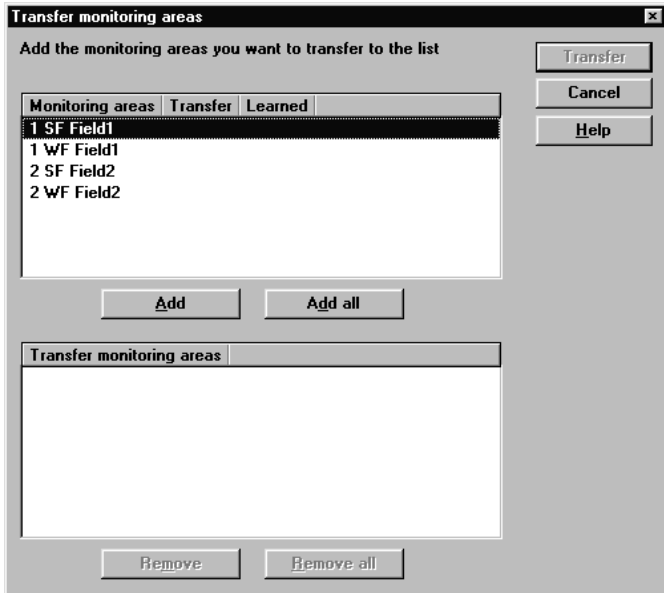 Transfer monitoring areas
Add the monitoring areas you want to transfer to the list
Transfer
Cancel
Help
Monitoring areas Transfer Learned
1 SF Field1
1 WF Field1
2 SF Field2
2 WF Field2
Add Add all
Transfer monitoring areas
Remove Remove all